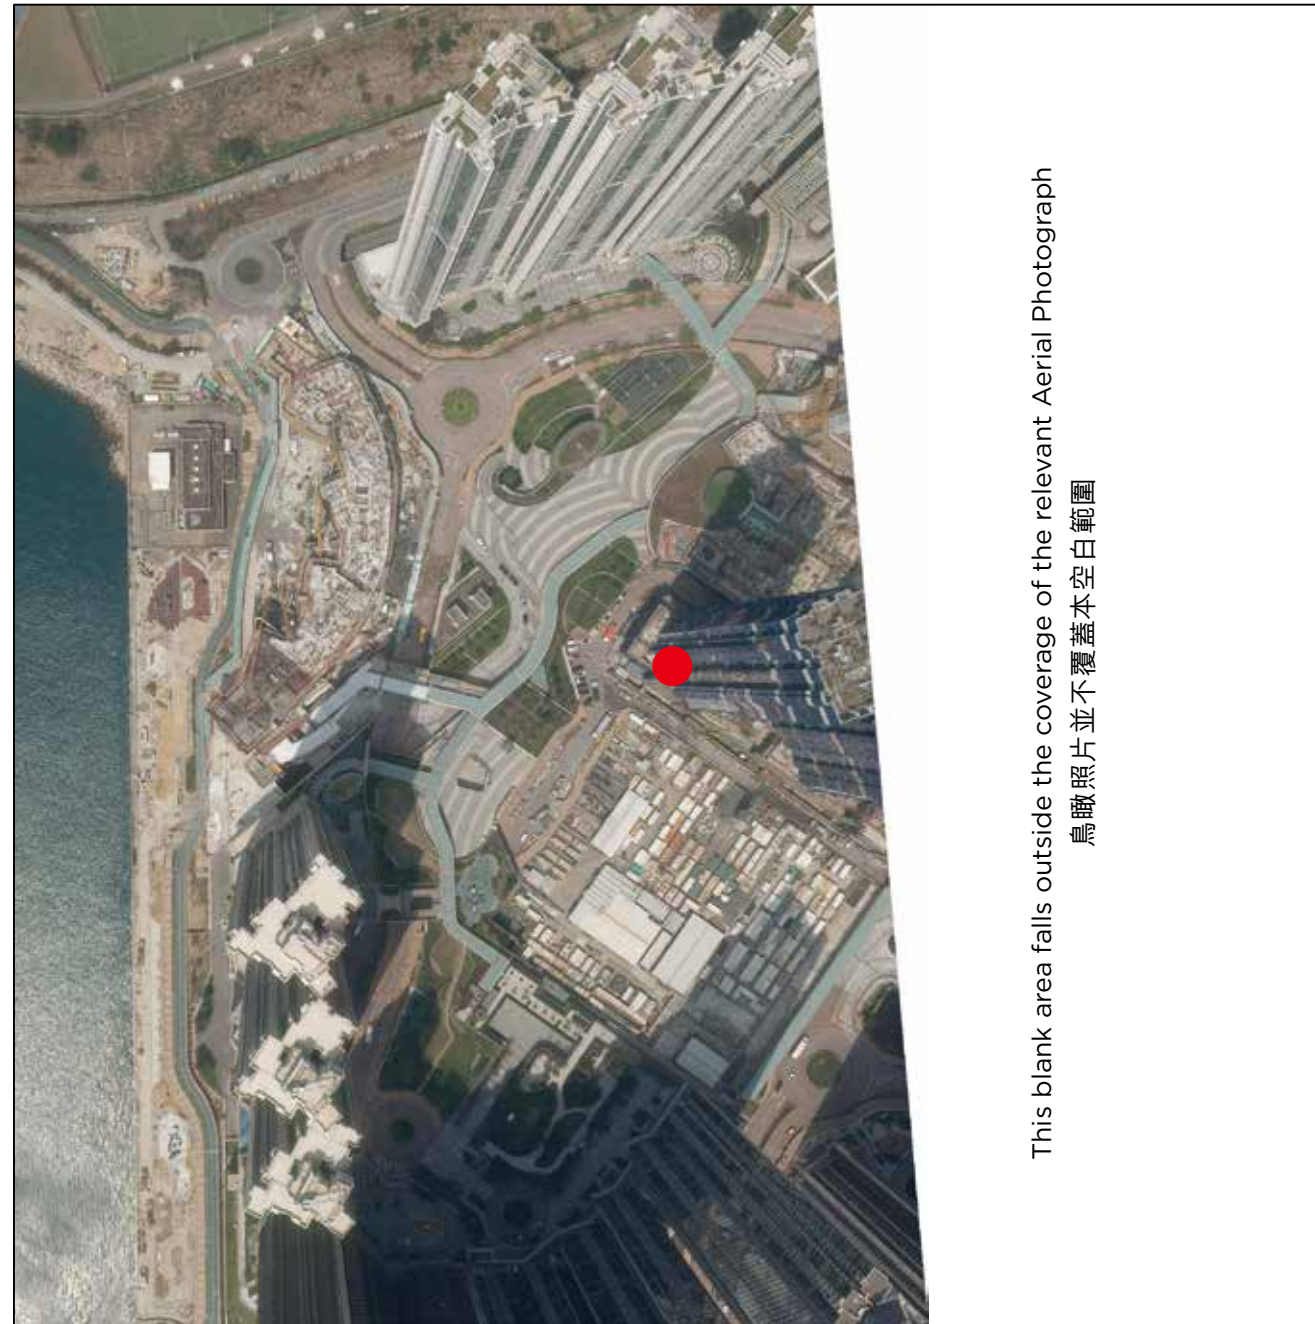 This blank area falls outside the coverage of the relevant Aerial Photograph
鳥瞰照片並不覆蓋本空白範圍